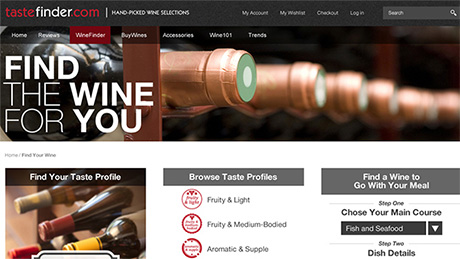 tastefinder.com | HAND-PICKED WINE SELECTIONS
My Account My Wishlist Checkout Log in
Home Reviews WineFinder BuyWines Accessories Wine101 Trends
FIND
THE WINE
FOR YOU
Home / Find Your Wine
Find Your Taste Profile
Browse Taste Profiles
Fruity & Light
Fruity & Medium-Bodied
Aromatic & Supple
Find a Wine to
Go With Your Meal
Step One
Chose Your Main Course
Fish and Seafood
Step Two
Dish Details